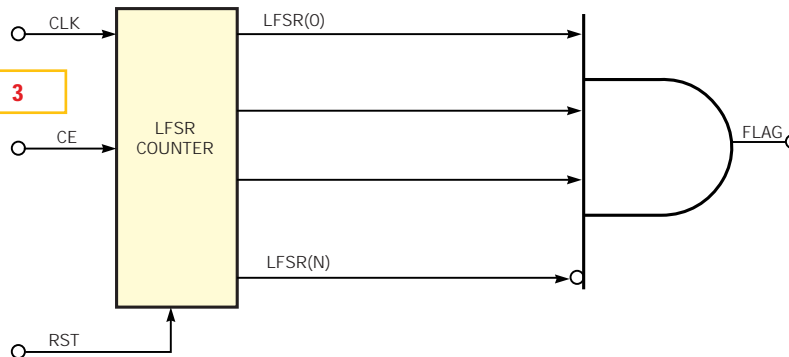 CLK
LFSR(0)
3
LFSR
COUNTER
CE
FLAG
LFSR(N)
RST